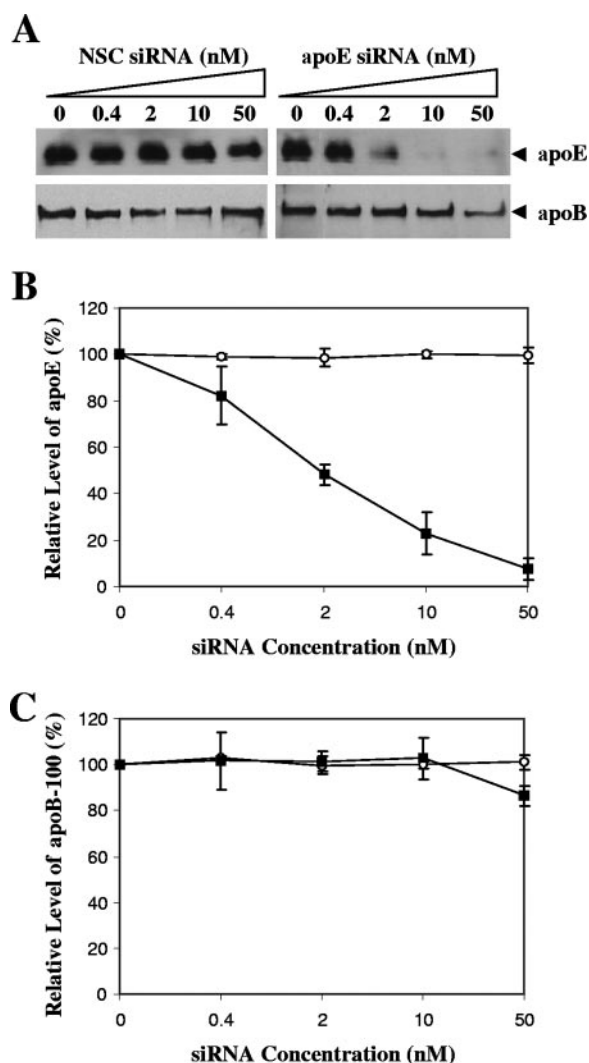 A
NSC siRNA (nM) apoE siRNA (nM)
0 0.4 2 10 50 0 0.4 2 10 50
apoE
apoB
B
Relative Level of apoE (%)
120
100
80
60
40
20
0
0 0.4 2 10 50
siRNA Concentration (nM)
C
Relative Level of apoB-100 (%)
120
100
80
60
40
20
0
0 0.4 2 10 50
siRNA Concentration (nM)